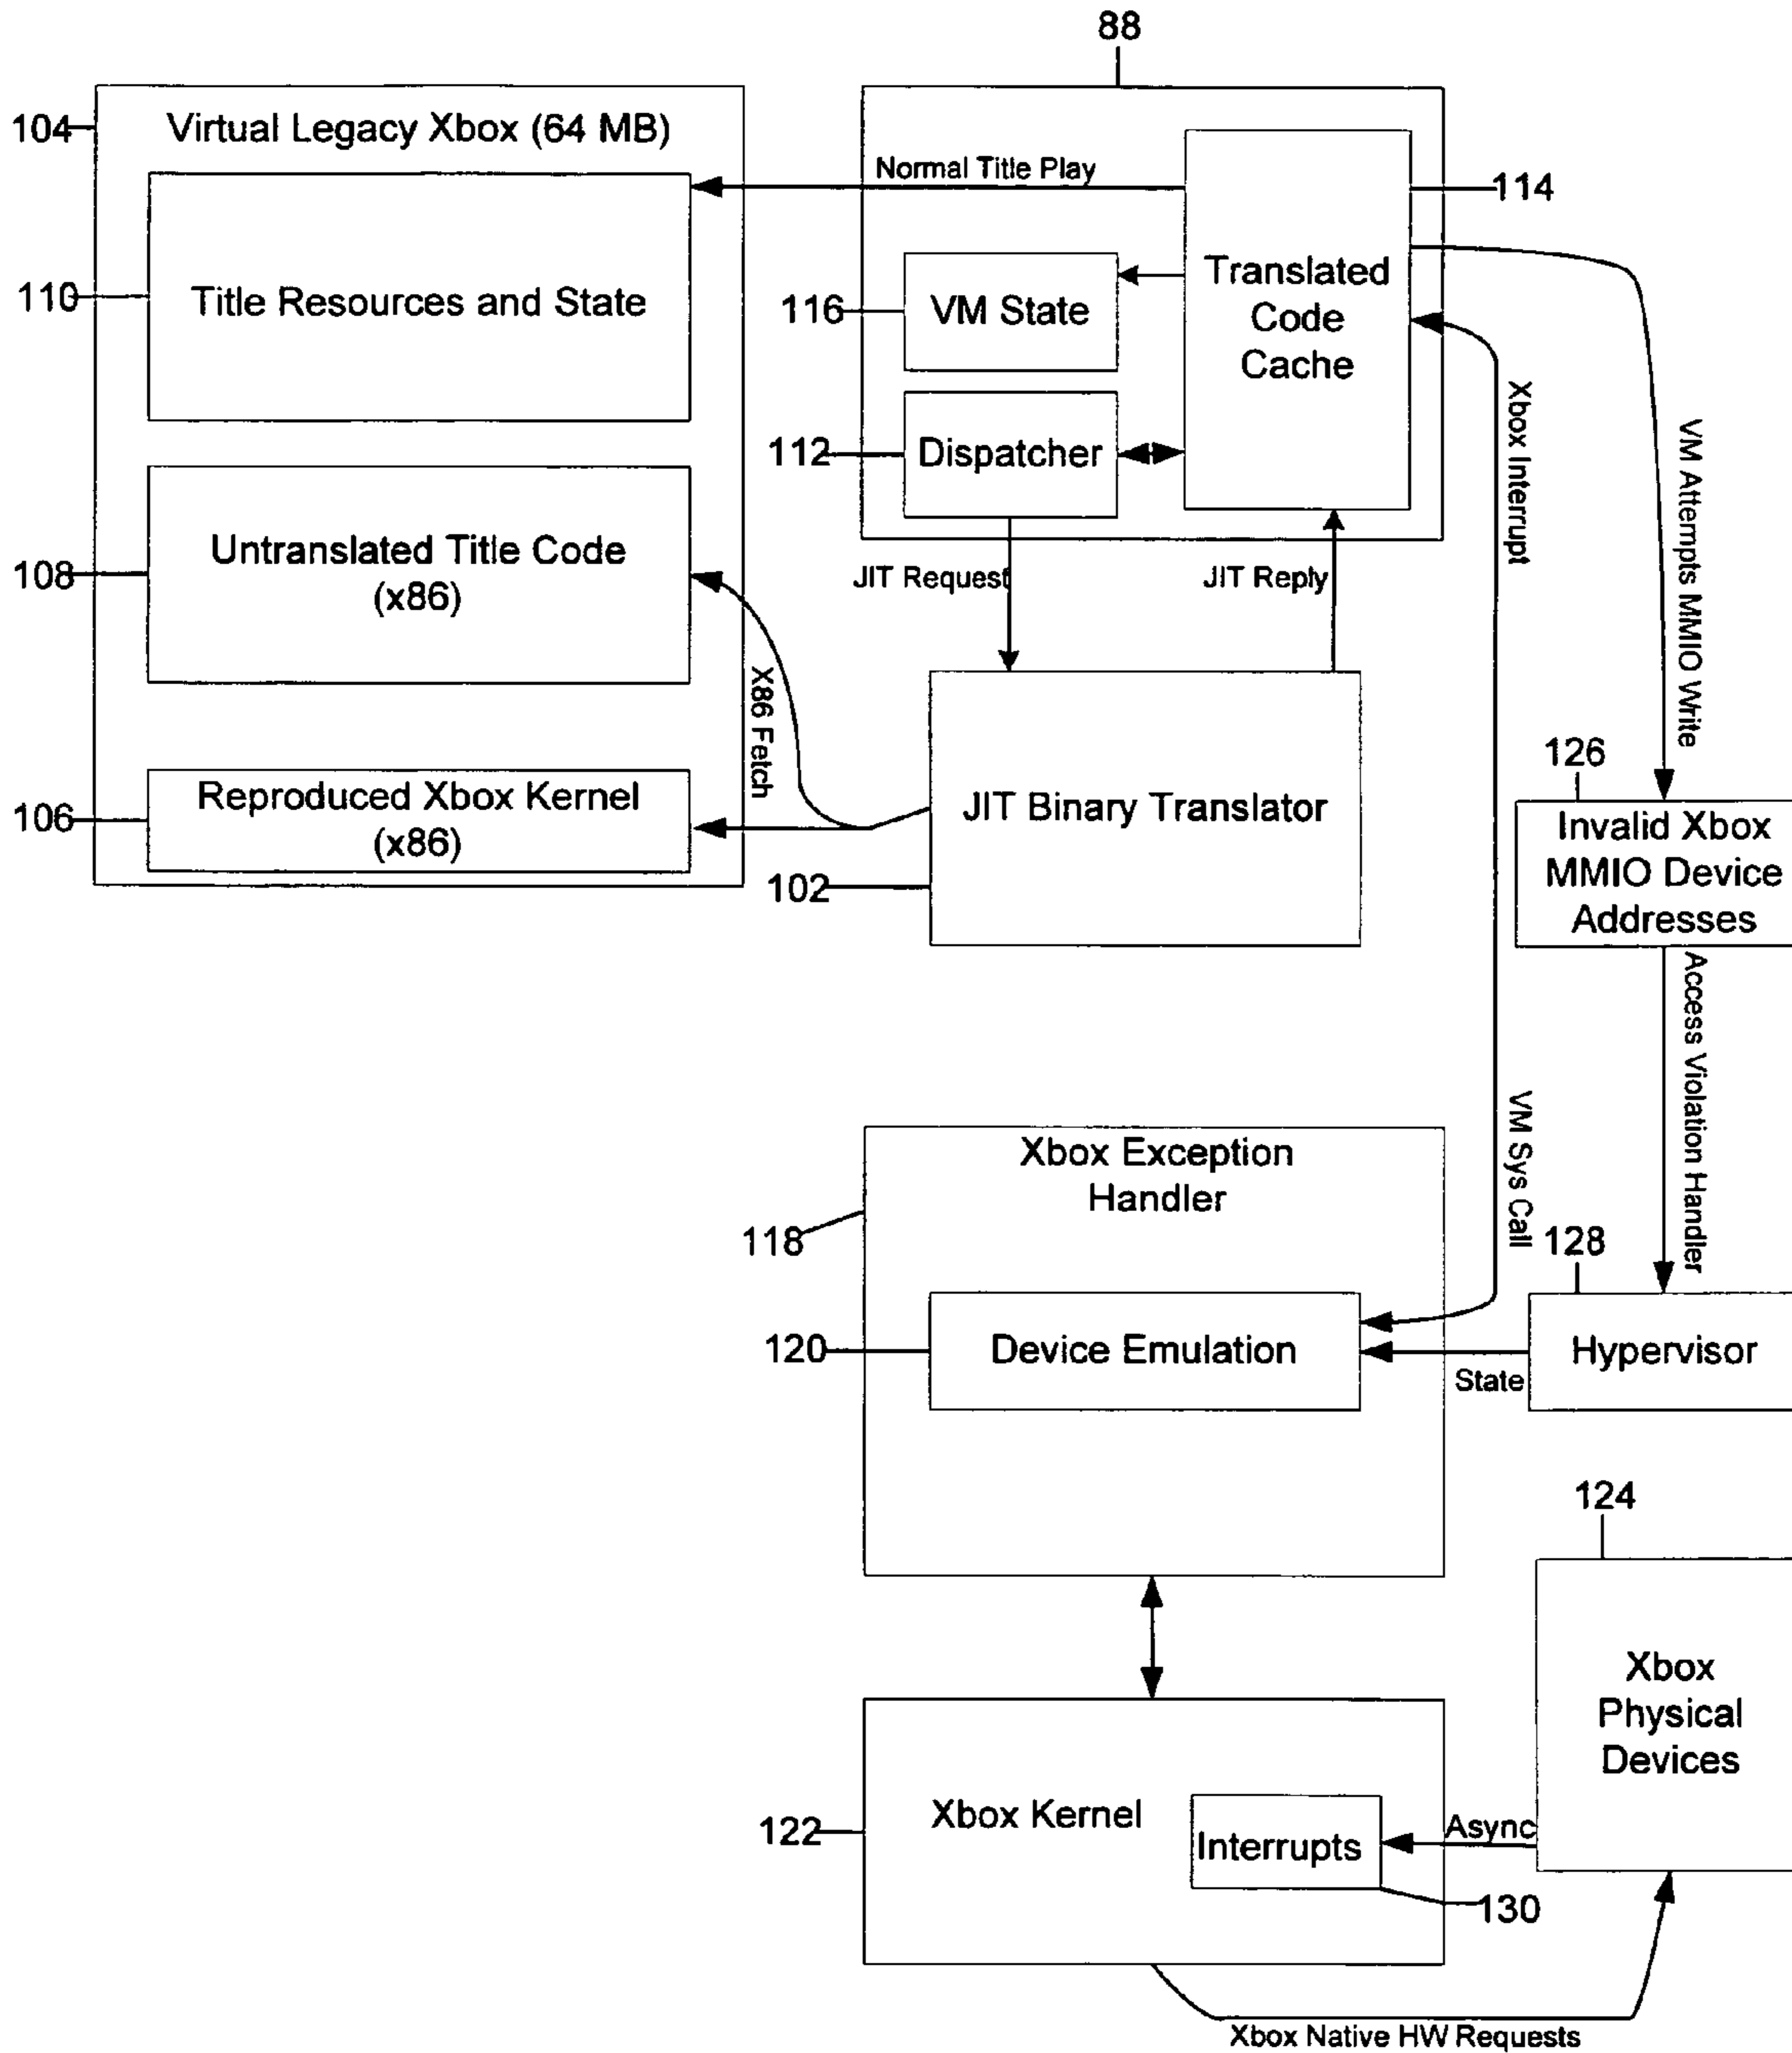 88
104
Virtual Legacy Xbox (64 MB)
Normal Title Play
114
110
Title Resources and State
116
VM State
Translated
Code
Cache
112
Dispatcher
Xbox Interrupt
VM Attempts MMIO Write
108
Untranslated Title Code
(x86)
JIT Request
JIT Reply
X86 Fetch
106
Reproduced Xbox Kernel
(x86)
JIT Binary Translator
102
126
Invalid Xbox
MMIO Device
Addresses
Access Violation Handler
Xbox Exception
Handler
118
VM Sys Call
128
120
Device Emulation
State
Hypervisor
124
Xbox
Physical
Devices
122
Xbox Kernel
Interrupts
Async
130
Xbox Native HW Requests